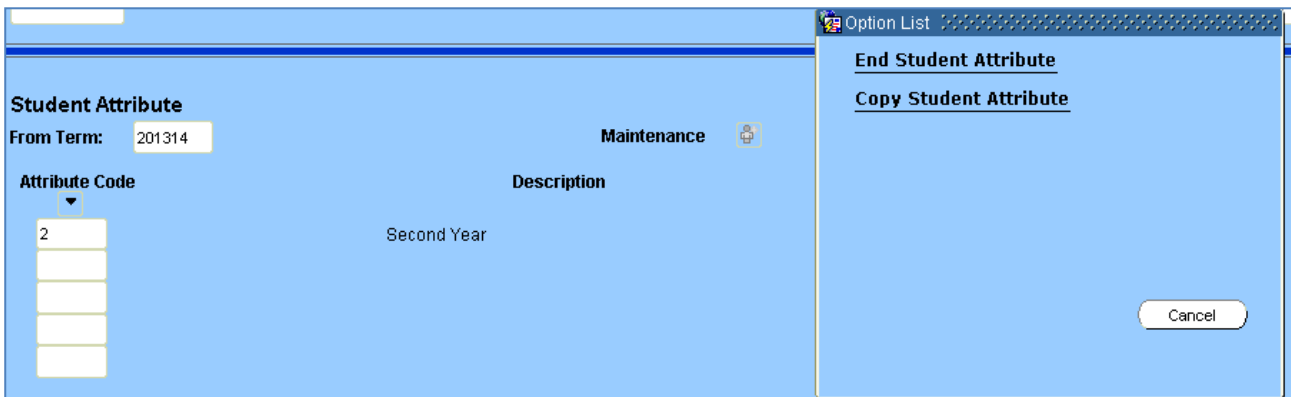 Option List
End Student Attribute
Copy Student Attribute
Student Attribute
From Term: 201314 Maintenance
Attribute Code Description
2 Second Year
Cancel